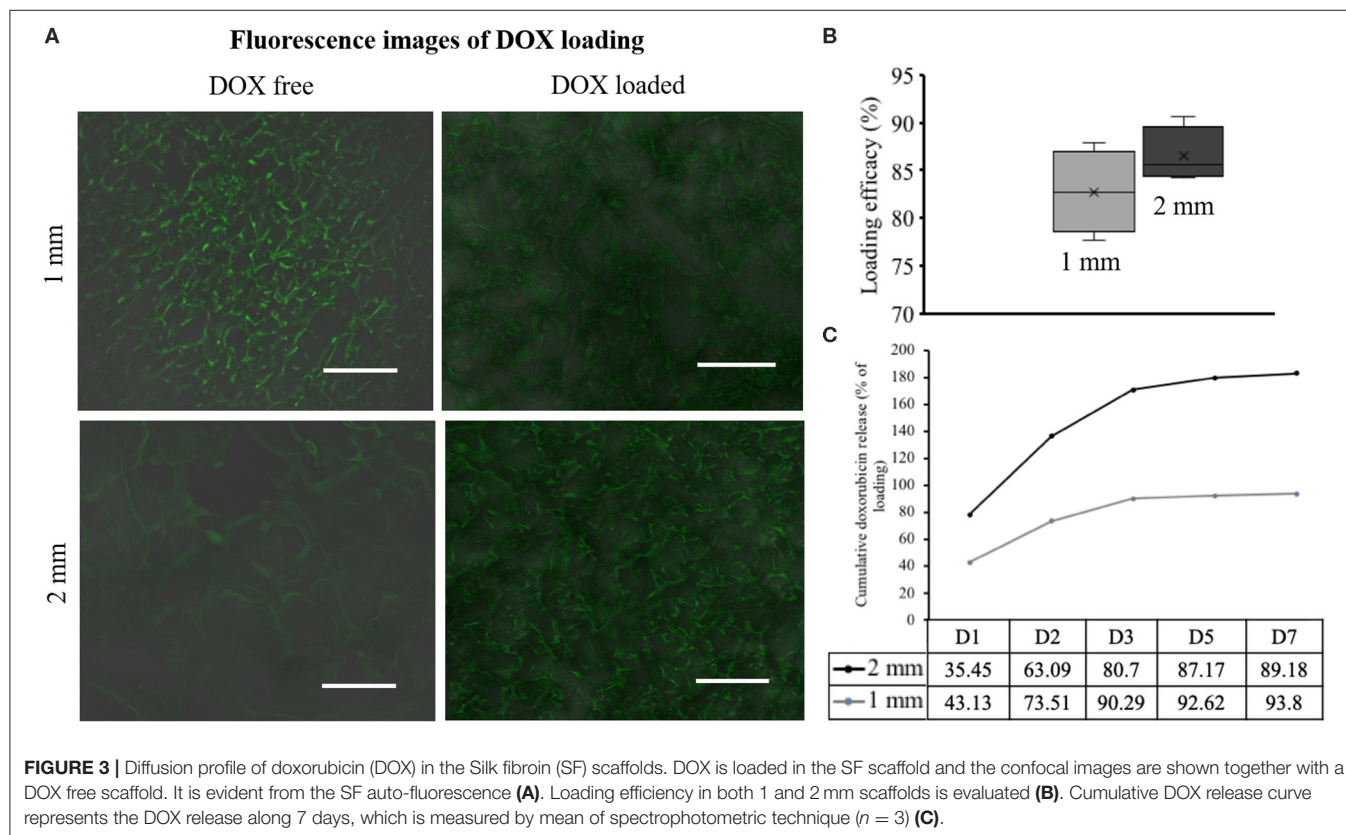 A
Fluorescence images of DOX loading
DOX free
DOX loaded
1 mm
2 mm
B
Loading efficacy (%)
95
90
85
80
75
70
1 mm
2 mm
C
Cumulative doxorubicin release (% of
loading)
200
180
160
140
120
100
80
60
40
20
0
D1 D2 D3 D5 D7
2 mm 35.45 63.09 80.7 87.17 89.18
1 mm 43.13 73.51 90.29 92.62 93.8
FIGURE 3 | Diffusion profile of doxorubicin (DOX) in the Silk fibroin (SF) scaffolds. DOX is loaded in the SF scaffold and the confocal images are shown together with a
DOX free scaffold. It is evident from the SF auto-fluorescence (A). Loading efficiency in both 1 and 2 mm scaffolds is evaluated (B). Cumulative DOX release curve
represents the DOX release along 7 days, which is measured by mean of spectrophotometric technique (n = 3) (C).